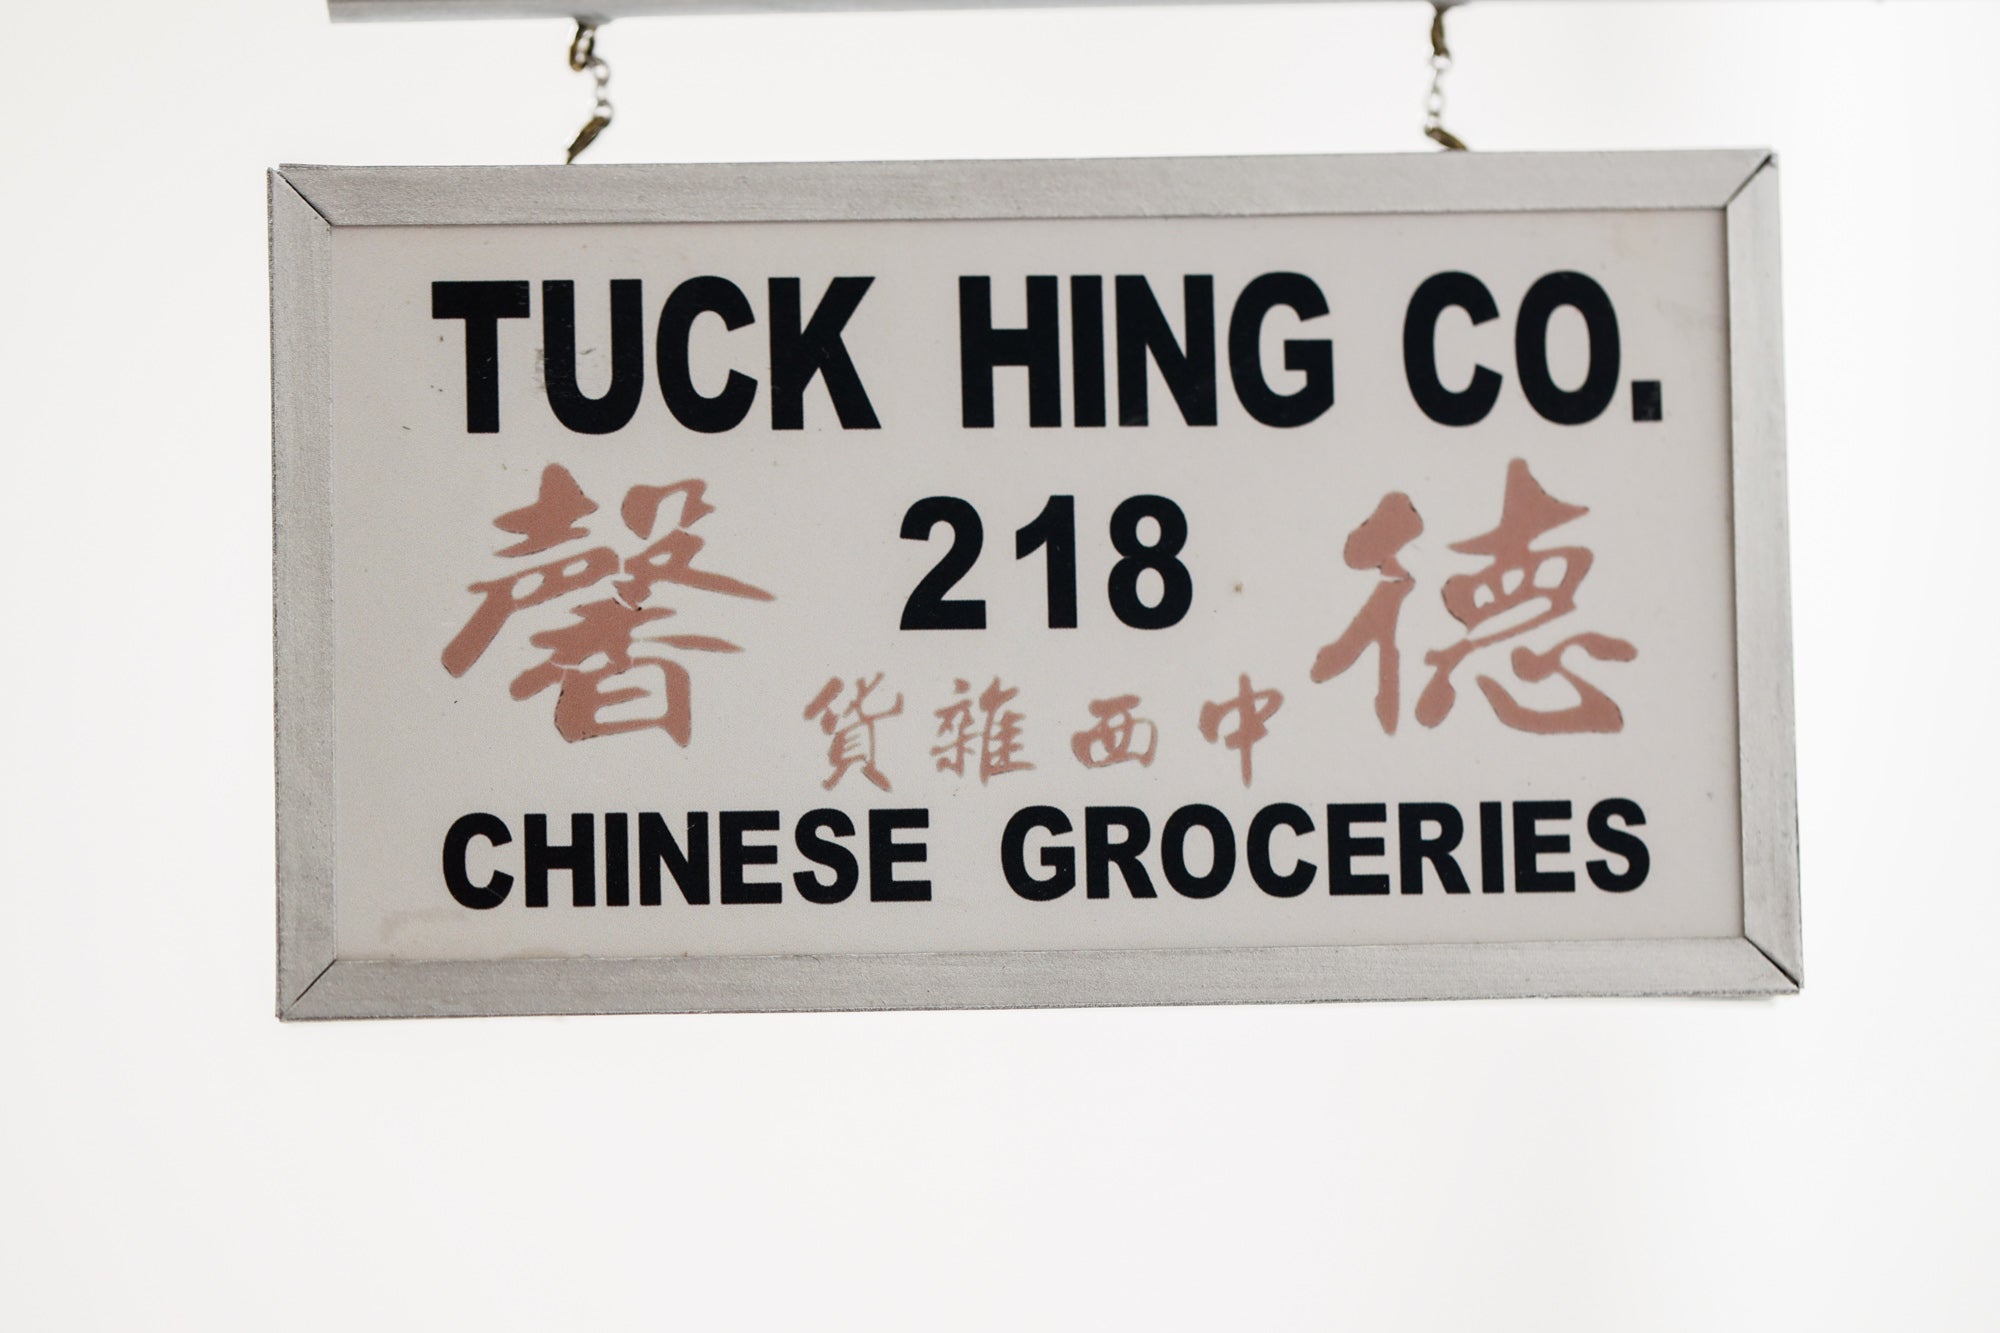 TUCK HING CO.
德馨
218
中西雜貨
CHINESE GROCERIES